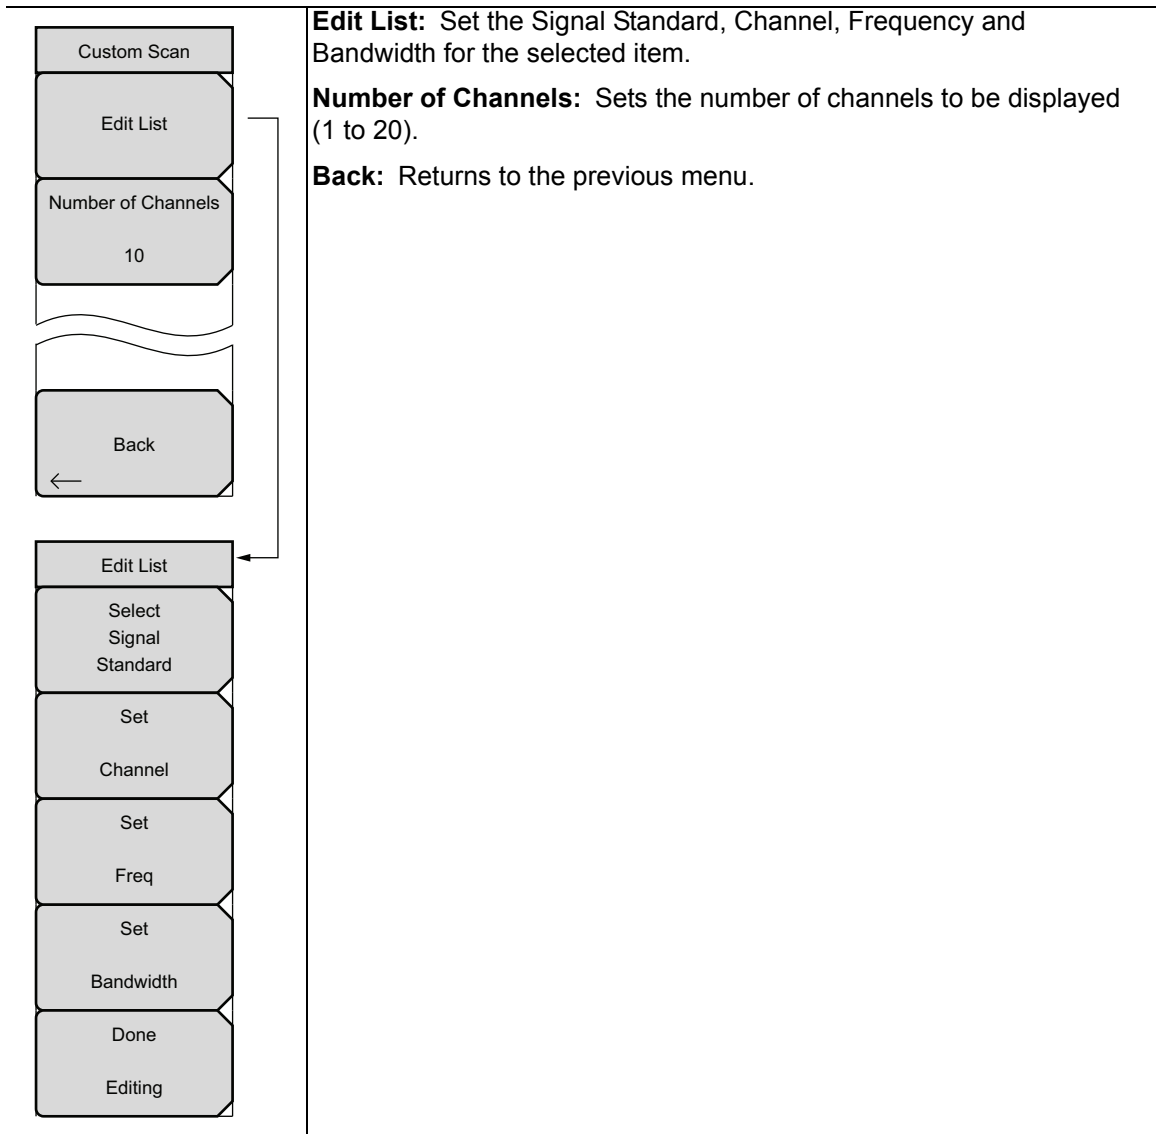 Custom Scan
Edit List
Number of Channels
10
Back
Edit List
Select
Signal
Standard
Set
Channel
Set
Freq
Set
Bandwidth
Done
Editing
Edit List: Set the Signal Standard, Channel, Frequency and
Bandwidth for the selected item.
Number of Channels: Sets the number of channels to be displayed
(1 to 20).
Back: Returns to the previous menu.